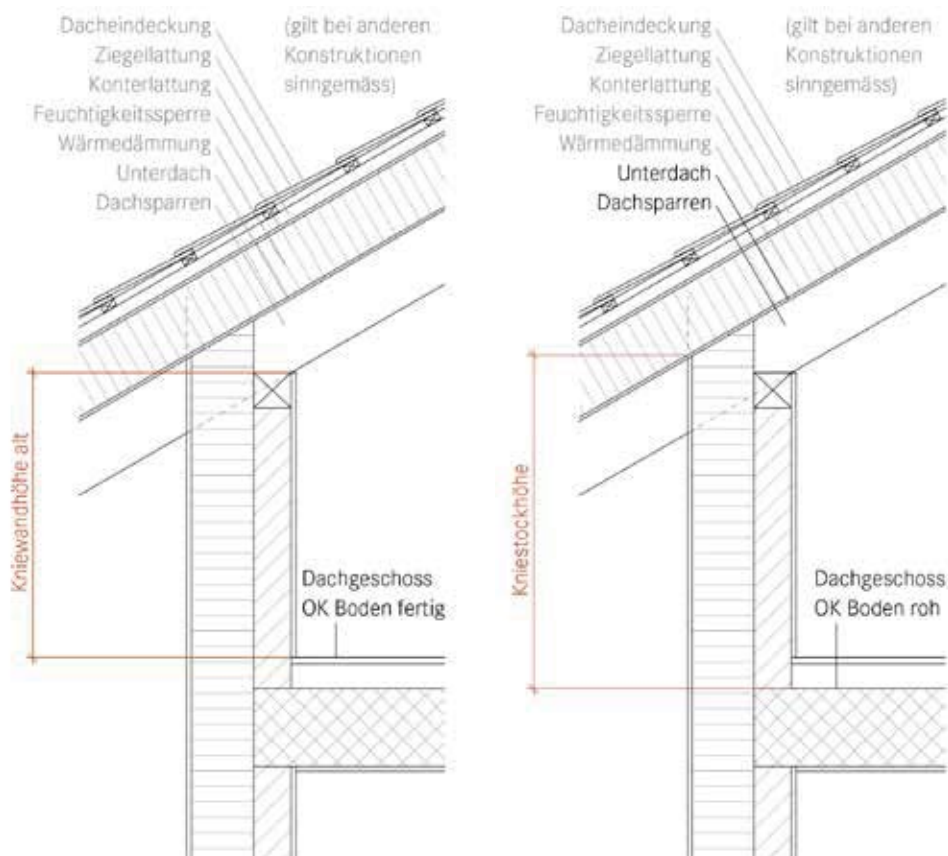 Dacheindeckung
Ziegellattung
Konterlattung
Feuchtigkeitssperre
Wärmedämmung
Unterdach
Dachsparren
(gilt bei anderen
Konstruktionen
sinngemäss)
Kniewandhöhe alt
Dachgeschoss
OK Boden fertig
Dacheindeckung
Ziegellattung
Konterlattung
Feuchtigkeitssperre
Wärmedämmung
Unterdach
Dachsparren
(gilt bei anderen
Konstruktionen
sinngemäss)
Kniestockhöhe
Dachgeschoss
OK Boden roh